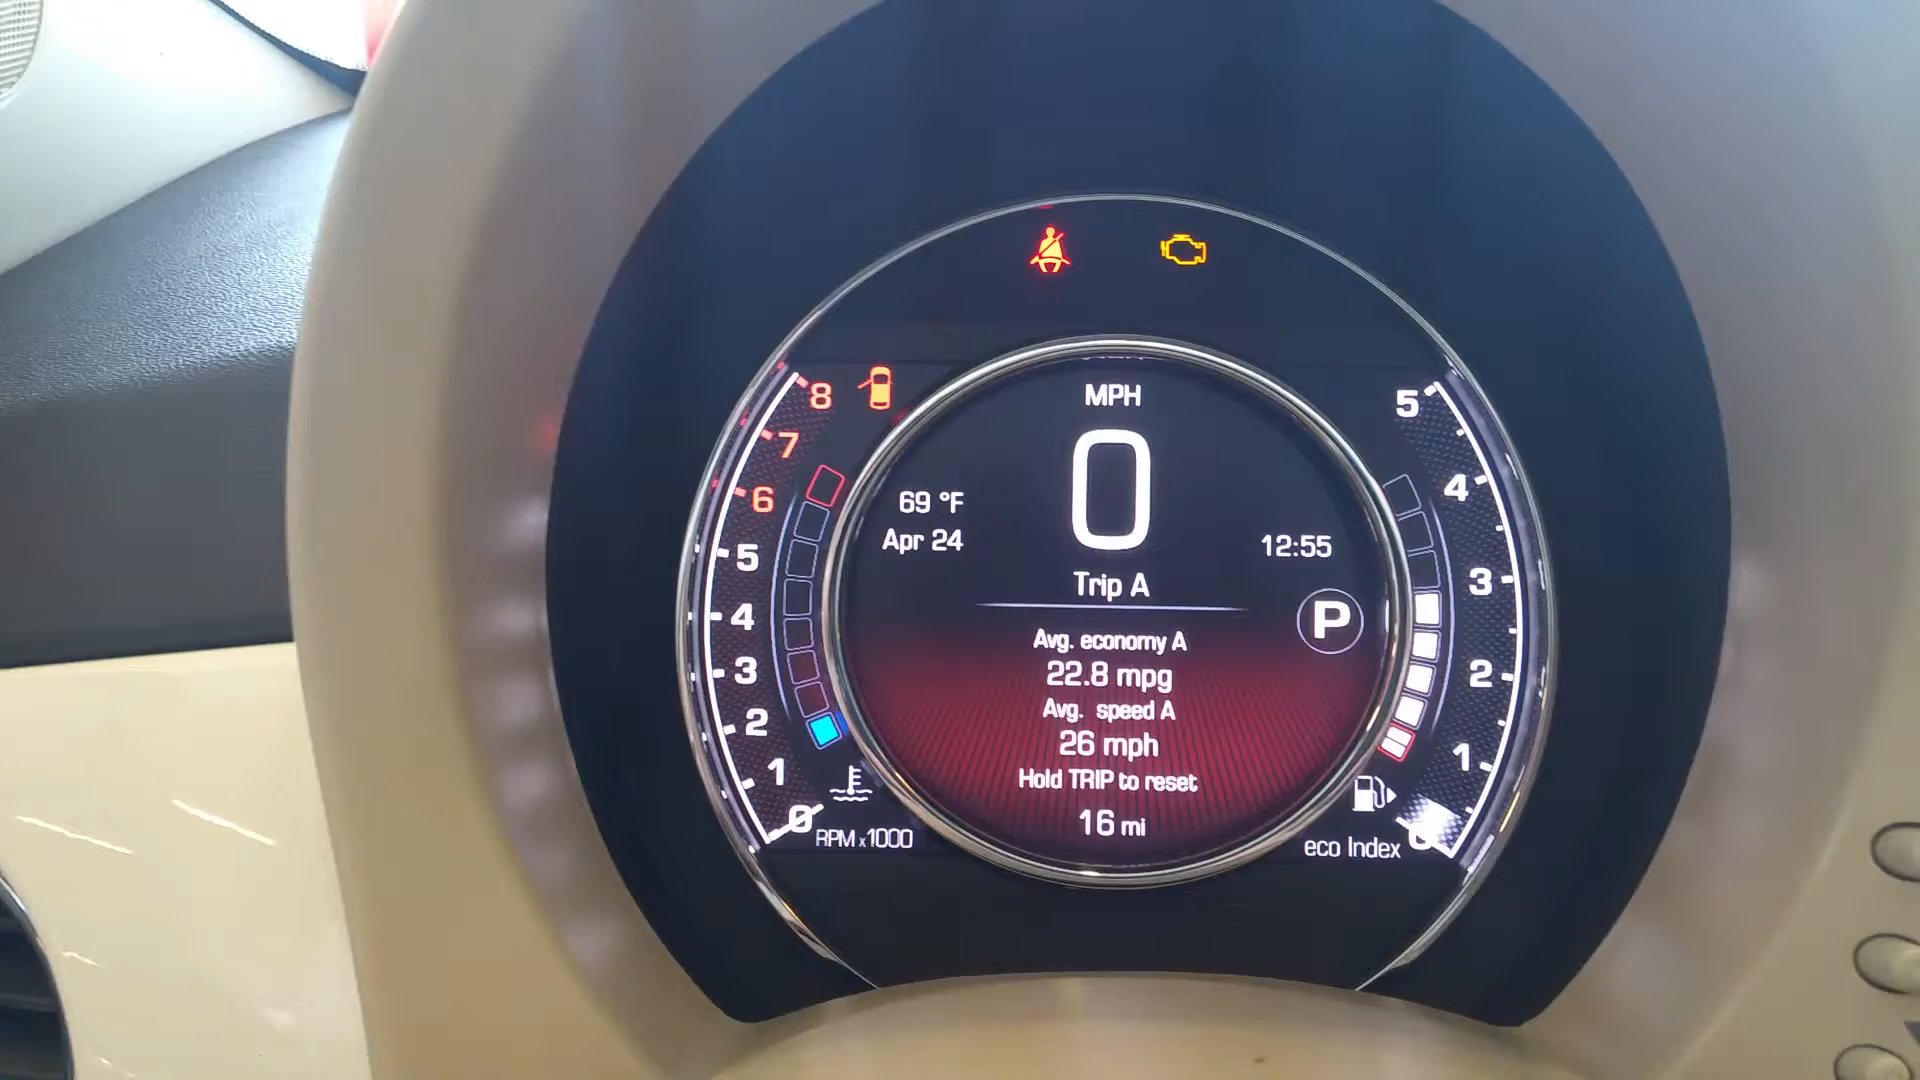 MPH
0
69 °F
Apr 24
12:55
Trip A
P
Avg. economy A
22.8 mpg
Avg. speed A
26 mph
Hold TRIP to reset
16 mi
8
7
6
5
4
3
2
1
0
RPM x1000
5
4
3
2
1
eco Index